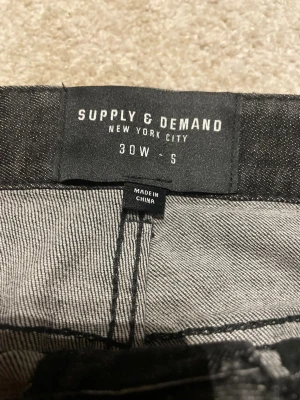 SUPPLY & DEMAND
NEW YORK CITY
30W - S
MADE IN
CHINA